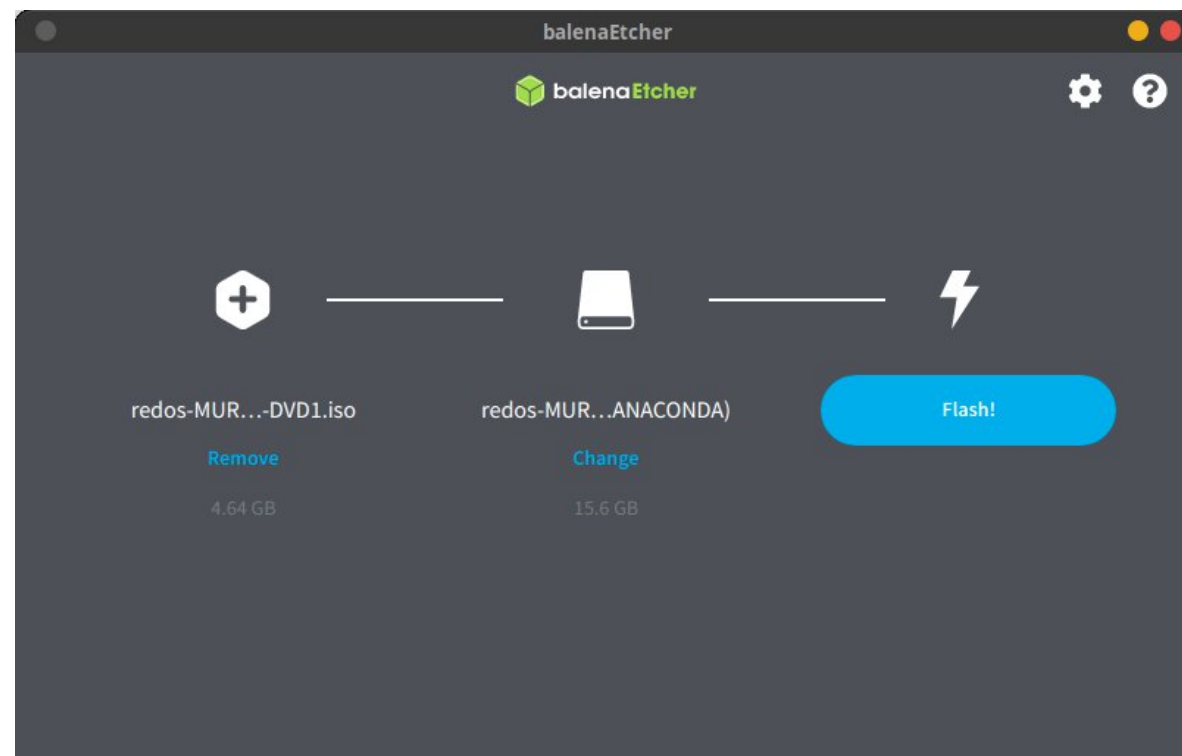 balenaEtcher
balenaEtcher
redos-MUR...-DVD1.iso
redos-MUR...ANACONDA)
Flash!
Remove
Change
4.64 GB
15.6 GB